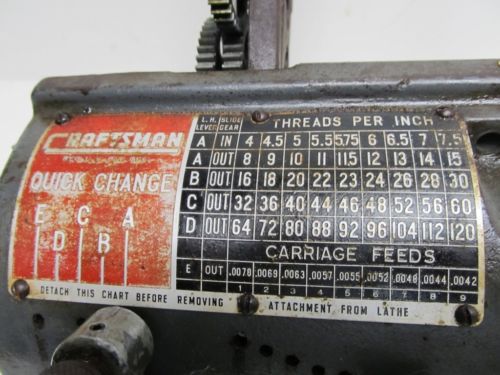 CRAFTSMAN
QUICK CHANGE
E C A
D B
L. H. LEVER SLIDE GEAR THREADS PER INCH
A IN 4 4.5 5 5.5 5.75 6 6.5 7 7.5
A OUT 8 9 10 11 11.5 12 13 14 15
B OUT 16 18 20 22 23 24 26 28 30
C OUT 32 36 40 44 46 48 52 56 60
D OUT 64 72 80 88 92 96 104 112 120
CARRIAGE FEEDS
E OUT .0078 .0069 .0063 .0057 .0055 .0052 .0048 .0044 .0042
1 2 3 4 5 6 7 8 9
DETACH THIS CHART BEFORE REMOVING ATTACHMENT FROM LATHE